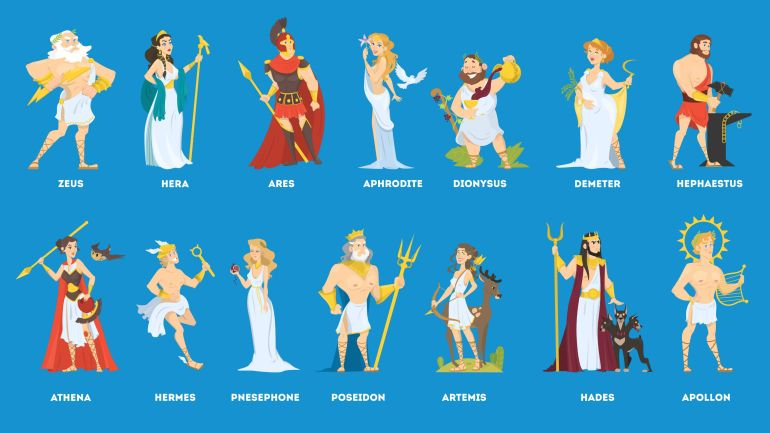 ZEUS
HERA
ARES
APHRODITE
DIONYSUS
DEMETER
HEPHAESTUS
ATHENA
HERMES
PNESEPHONE
POSEIDON
ARTEMIS
HADES
APOLLON